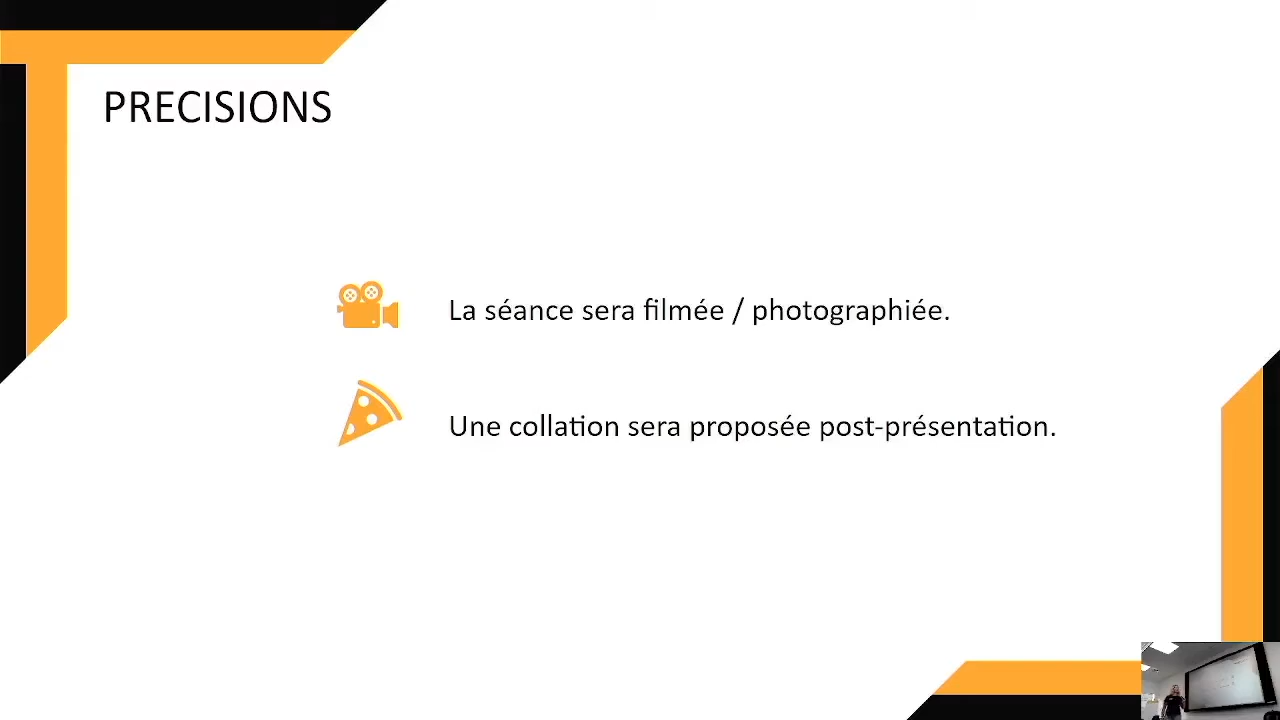 PRECISIONS
La séance sera filmée / photographiée.
Une collation sera proposée post-présentation.